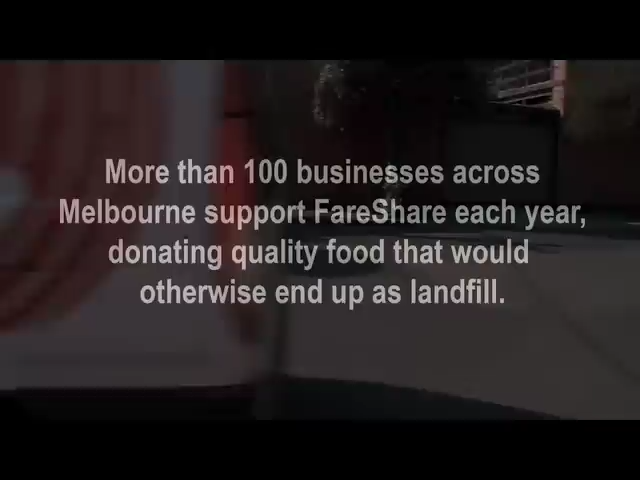 More than 100 businesses across
Melbourne support FareShare each year,
donating quality food that would
otherwise end up as landfill.